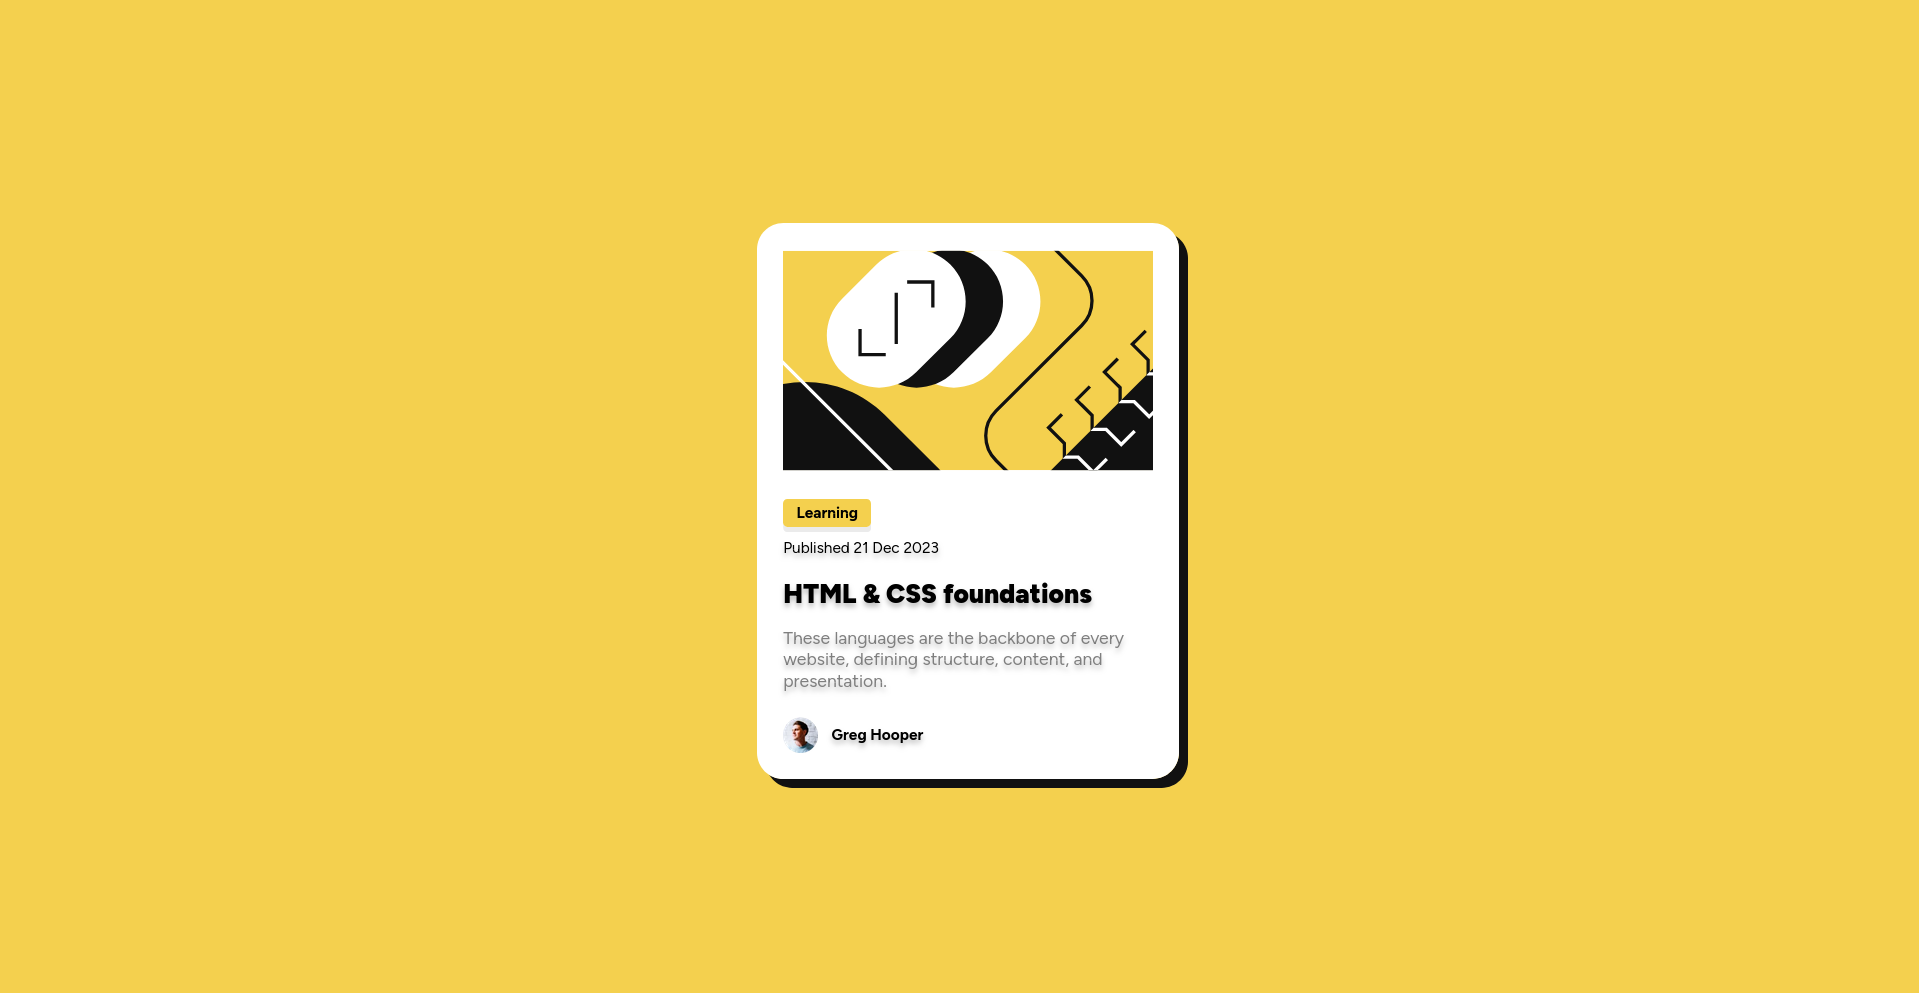 Learning
Published 21 Dec 2023
HTML & CSS foundations
These languages are the backbone of every
website, defining structure, content, and
presentation.
Greg Hooper